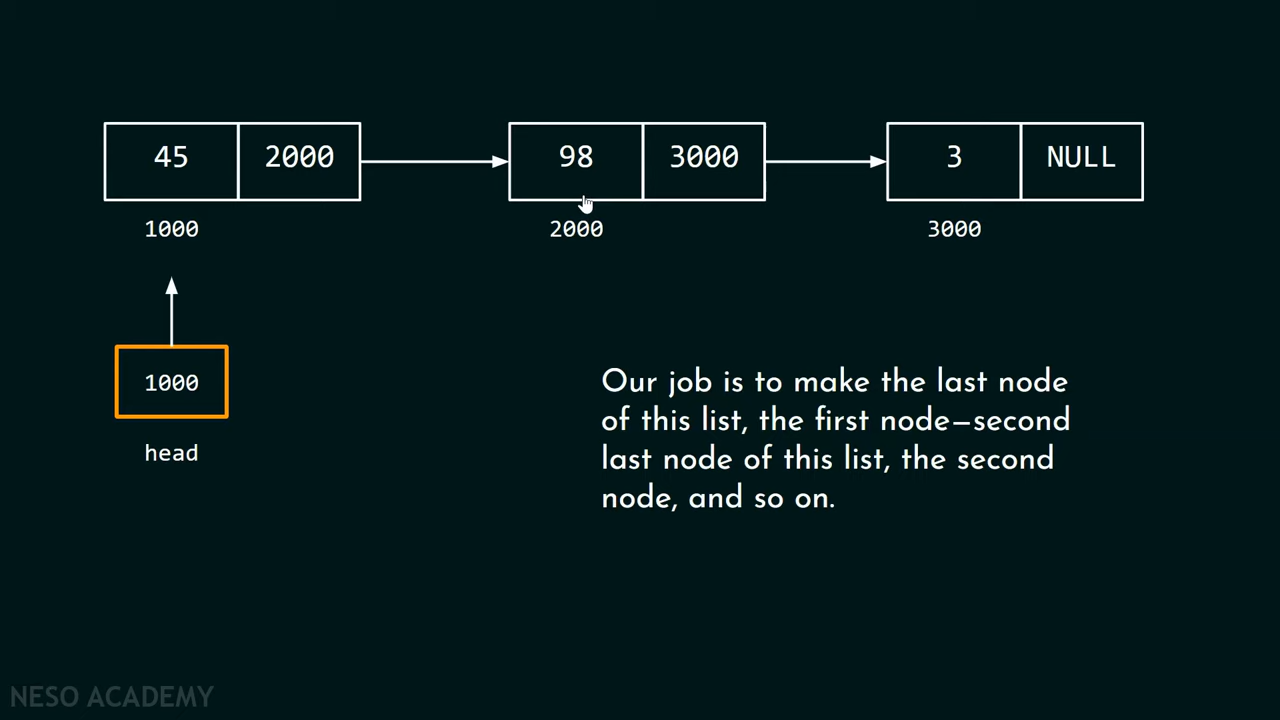 45 2000 98 3000 3 NULL
1000 2000 3000
1000
head
Our job is to make the last node
of this list, the first node—second
last node of this list, the second
node, and so on.
NESO ACADEMY